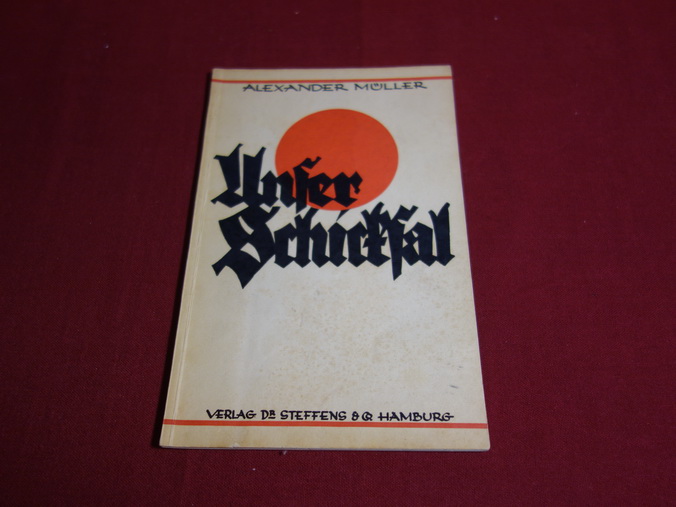 ALEXANDER MÜLLER
Unser
Schicksal
VERLAG DR STEFFENS & CO HAMBURG